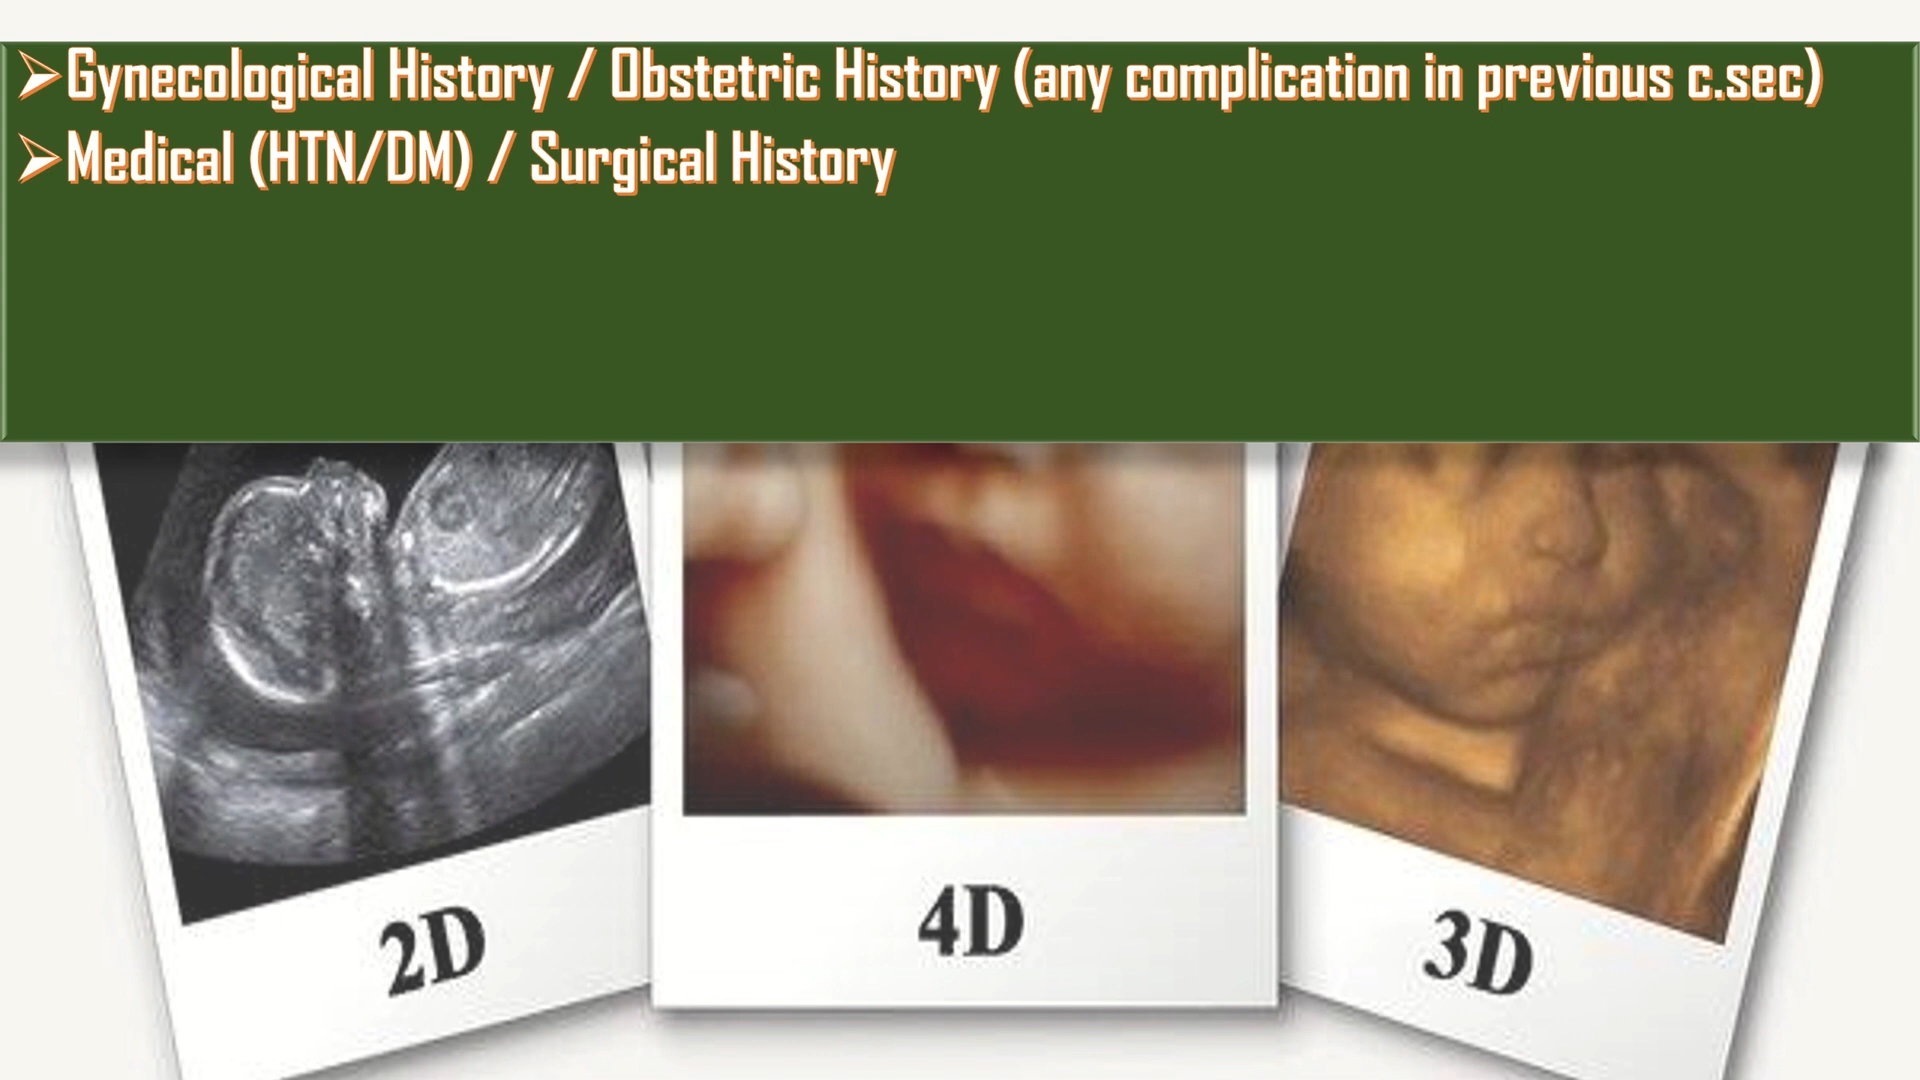 ➢Gynecological History / Obstetric History (any complication in previous c.sec)
➢Medical (HTN/DM) / Surgical History
2D
4D
3D